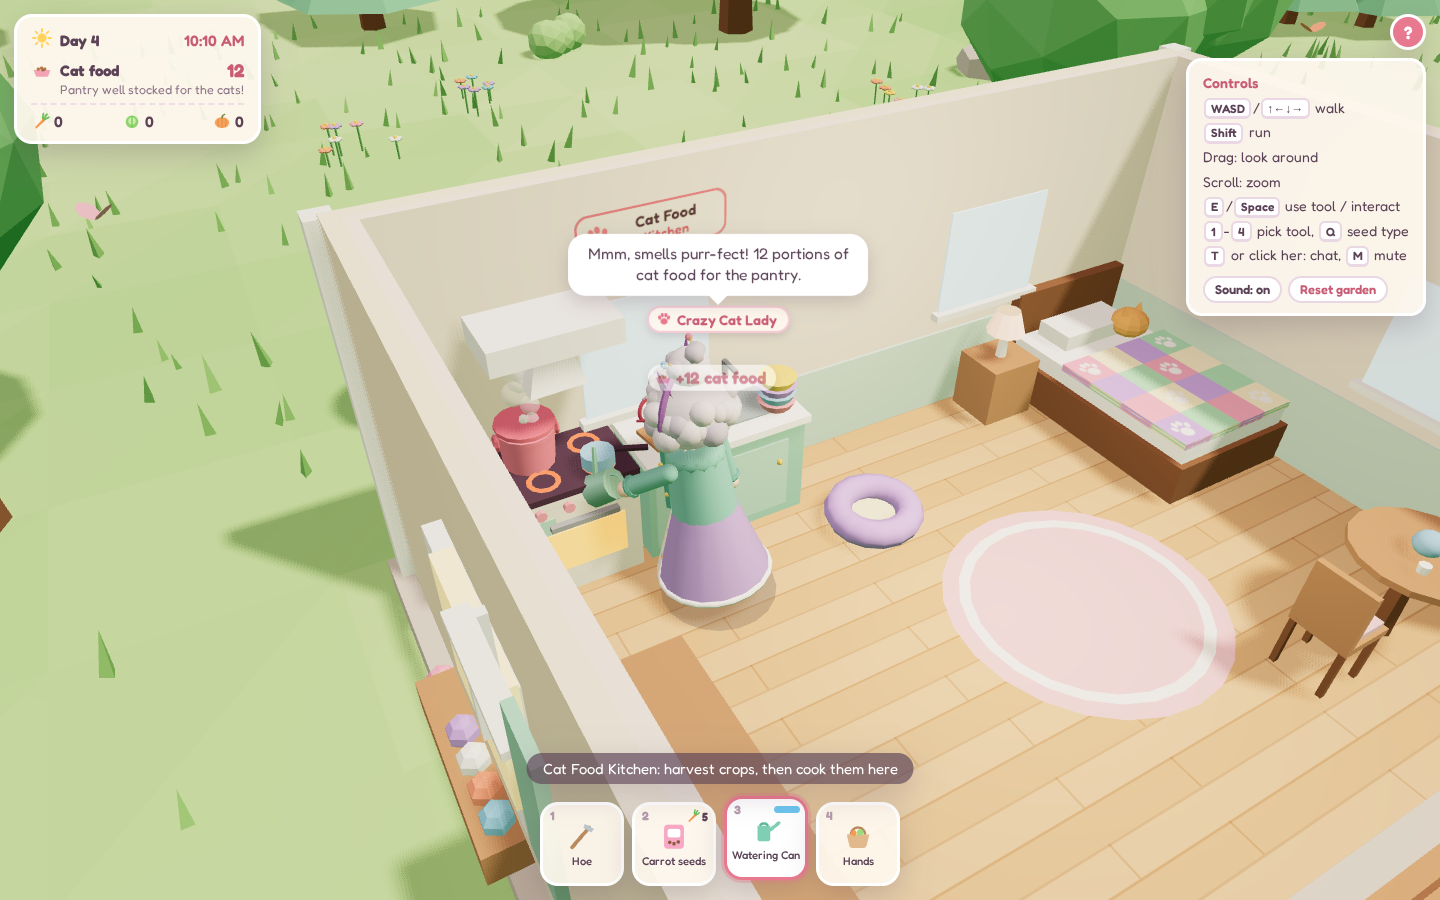 Day 4
10:10 AM
Cat food
12
Pantry well stocked for the cats!
0
0
0
?
Controls
WASD / ↑←↓→ walk
Shift run
Drag: look around
Scroll: zoom
E / Space use tool / interact
1 - 4 pick tool, Q seed type
T or click her: chat, M mute
Sound: on
Reset garden
Cat Food
Kitchen
Mmm, smells purr-fect! 12 portions of
cat food for the pantry.
Crazy Cat Lady
+12 cat food
Cat Food Kitchen: harvest crops, then cook them here
1
Hoe
2
5
Carrot seeds
3
Watering Can
4
Hands